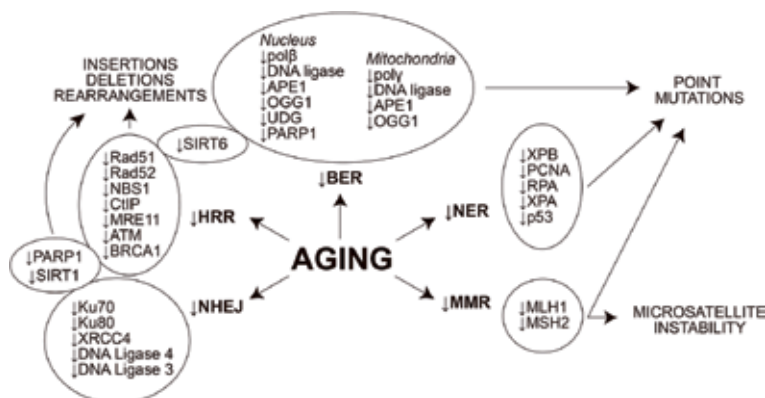 INSERTIONS
DELETIONS
REARRANGEMENTS
Nucleus
↓polβ
↓DNA ligase
↓APE1
↓OGG1
↓UDG
↓PARP1
Mitochondria
↓polγ
↓DNA ligase
↓APE1
↓OGG1
POINT
MUTATIONS
↓SIRT6
↓Rad51
↓Rad52
↓NBS1
↓CtIP
↓MRE11
↓ATM
↓BRCA1
↓BER
↓XPB
↓PCNA
↓RPA
↓XPA
↓p53
↓HRR
↓NER
↓PARP1
↓SIRT1
AGING
↓NHEJ
↓MMR
↓Ku70
↓Ku80
↓XRCC4
↓DNA Ligase 4
↓DNA Ligase 3
↓MLH1
↓MSH2
MICROSATELLITE
INSTABILITY